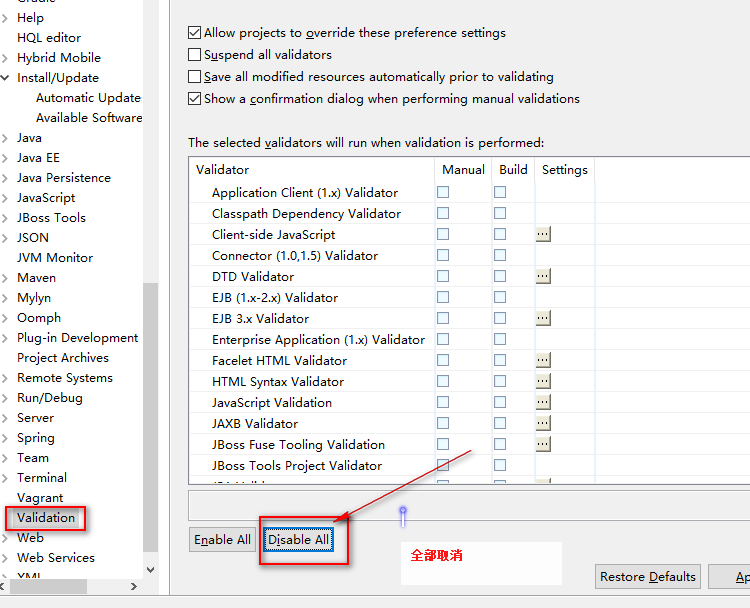 Help
HQL editor
Hybrid Mobile
Install/Update
Automatic Update
Available Software
Java
Java EE
Java Persistence
JavaScript
JBoss Tools
JSON
JVM Monitor
Maven
Mylyn
Oomph
Plug-in Development
Project Archives
Remote Systems
Run/Debug
Server
Spring
Team
Terminal
Vagrant
Validation
Web
Web Services
XML
Allow projects to override these preference settings
Suspend all validators
Save all modified resources automatically prior to validating
Show a confirmation dialog when performing manual validations
The selected validators will run when validation is performed:
Validator Manual Build Settings
Application Client (1.x) Validator
Classpath Dependency Validator
Client-side JavaScript ...
Connector (1.0,1.5) Validator
DTD Validator ...
EJB (1.x-2.x) Validator
EJB 3.x Validator ...
Enterprise Application (1.x) Validator
Facelet HTML Validator ...
HTML Syntax Validator ...
JavaScript Validation ...
JAXB Validator ...
JBoss Fuse Tooling Validation ...
JBoss Tools Project Validator
Enable All Disable All
全部取消
Restore Defaults Ap